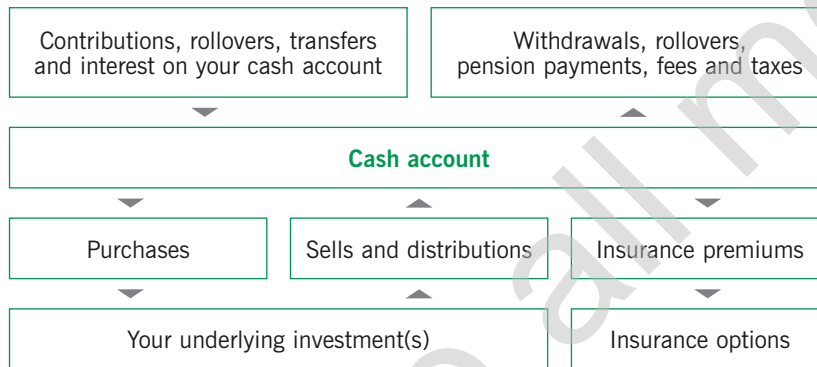 Contributions, rollovers, transfers
and interest on your cash account
Withdrawals, rollovers,
pension payments, fees and taxes
Cash account
Purchases
Sells and distributions
Insurance premiums
Your underlying investment(s)
Insurance options
all